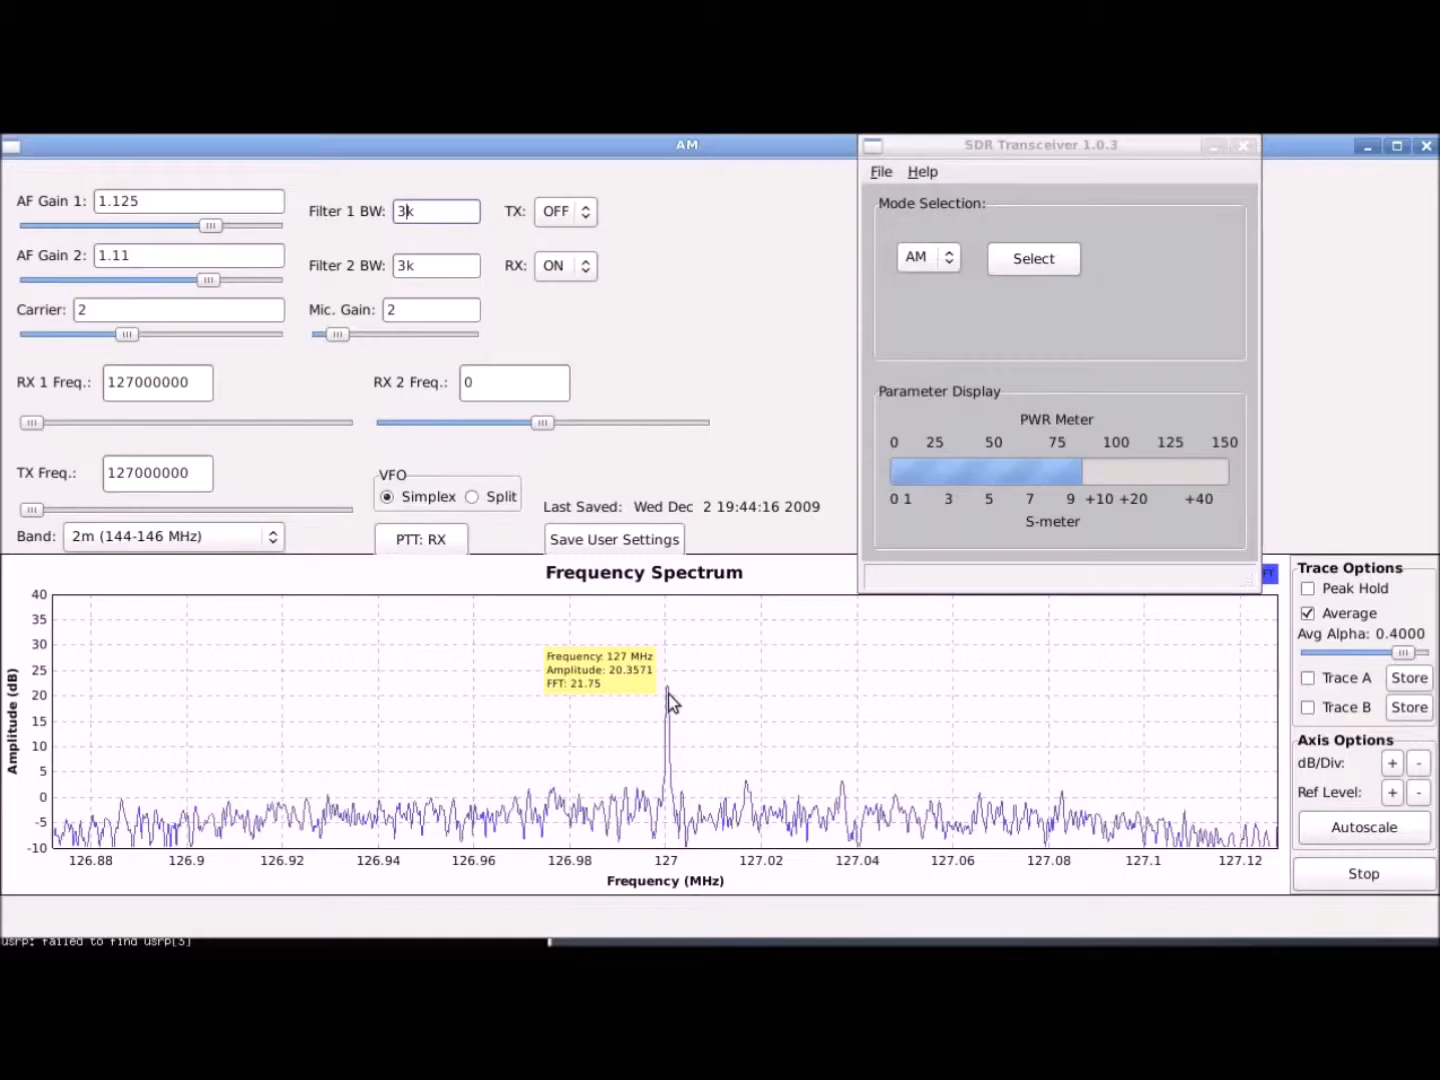 AM
SDR Transceiver 1.0.3
File Help
Mode Selection:
AM
Select
AF Gain 1: 1.125
Filter 1 BW: 3k
TX: OFF
AF Gain 2: 1.11
Filter 2 BW: 3k
RX: ON
Carrier: 2
Mic. Gain: 2
RX 1 Freq.: 127000000
RX 2 Freq.: 0
TX Freq.: 127000000
VFO
Simplex Split
Last Saved: Wed Dec 2 19:44:16 2009
Band: 2m (144-146 MHz)
PTT: RX
Save User Settings
Parameter Display
PWR Meter
0 25 50 75 100 125 150
0 1 3 5 7 9 +10 +20 +40
S-meter
Frequency Spectrum
Amplitude (dB)
40
35
30
25
20
15
10
5
0
-5
-10
Frequency: 127 MHz
Amplitude: 20.3571
FFT: 21.75
126.88 126.9 126.92 126.94 126.96 126.98 127 127.02 127.04 127.06 127.08 127.1 127.12
Frequency (MHz)
FT
Trace Options
Peak Hold
Average
Avg Alpha: 0.4000
Trace A Store
Trace B Store
Axis Options
dB/Div: + -
Ref Level: + -
Autoscale
Stop
usrp: failed to find usrp[3]